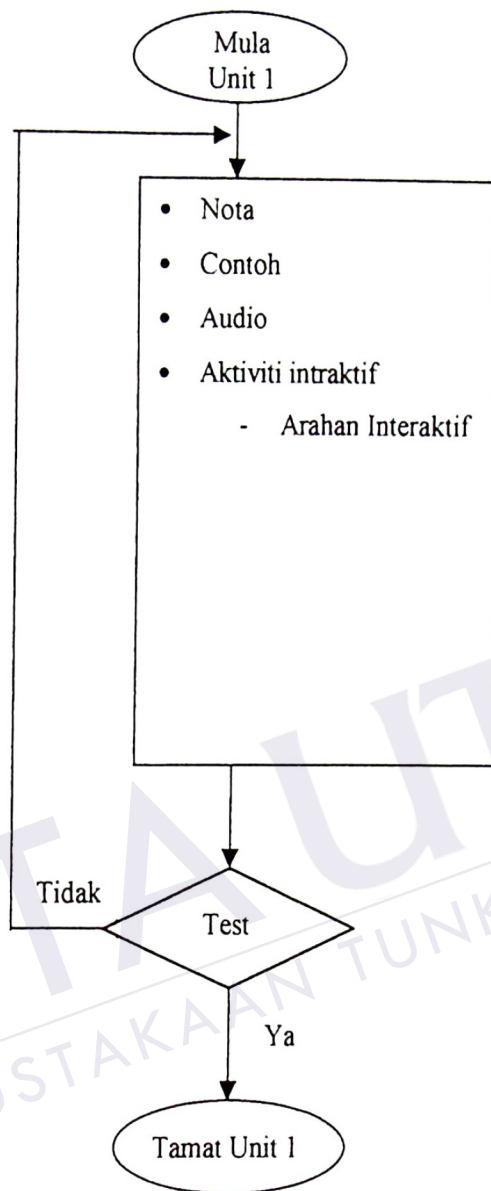 Mula
Unit 1
• Nota
• Contoh
• Audio
• Aktiviti intraktif
- Arahan Interaktif
Tidak
Test
Ya
Tamat Unit 1